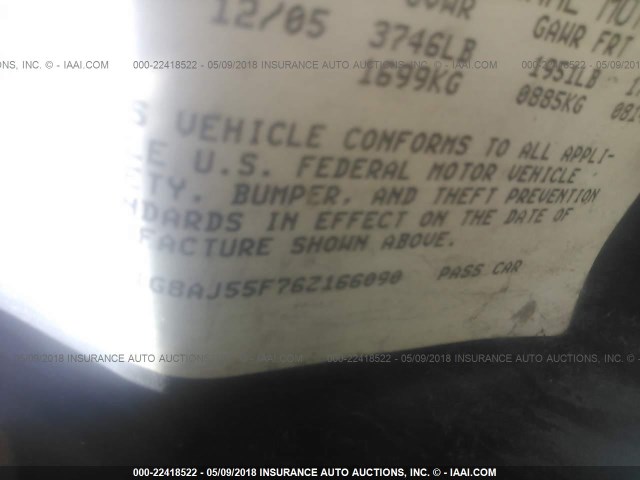 12/05 3746LB GAWR FRT
1699KG 1951LB
0885KG
VEHICLE CONFORMS TO ALL APPLI-
U.S. FEDERAL MOTOR VEHICLE
TY, BUMPER, AND THEFT PREVENTION
DARDS IN EFFECT ON THE DATE OF
FACTURE SHOWN ABOVE.
G8AJ55F76Z166090 PASS CAR
000-22418522 - 05/09/2018 INSURANCE AUTO AUCTIONS, INC. - © - IAAI.COM